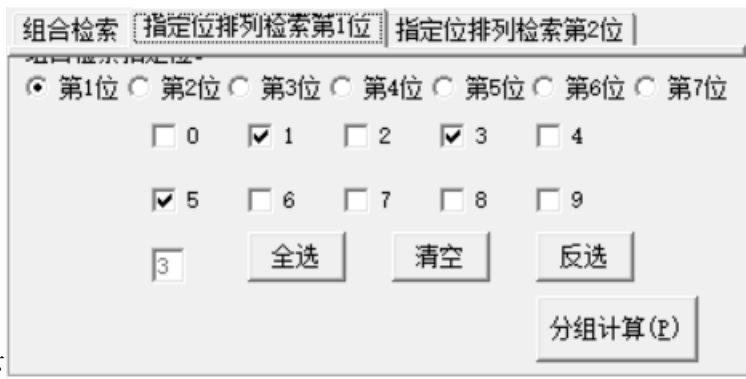 组合检索 指定位排列检索第1位 指定位排列检索第2位
第1位 第2位 第3位 第4位 第5位 第6位 第7位
0 1 2 3 4
5 6 7 8 9
3 全选 清空 反选
分组计算(P)